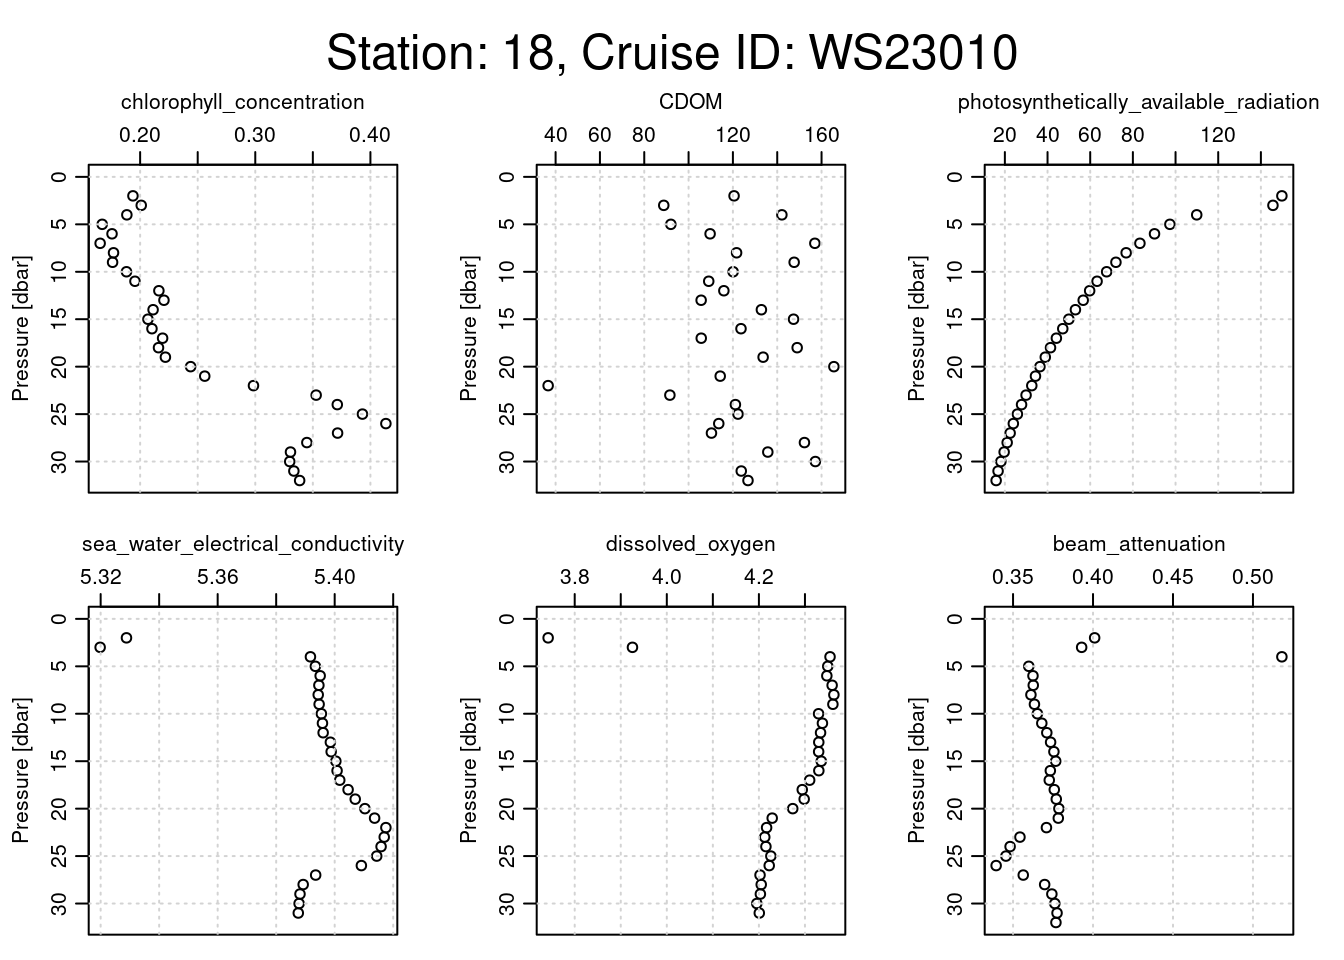 Station: 18, Cruise ID: WS23010
chlorophyll_concentration
0.20 0.30 0.40
Pressure [dbar]
0 5 10 15 20 25 30
CDOM
40 60 80 120 160
Pressure [dbar]
0 5 10 15 20 25 30
photosynthetically_available_radiation
20 40 60 80 120
Pressure [dbar]
0 5 10 15 20 25 30
sea_water_electrical_conductivity
5.32 5.36 5.40
Pressure [dbar]
0 5 10 15 20 25 30
dissolved_oxygen
3.8 4.0 4.2
Pressure [dbar]
0 5 10 15 20 25 30
beam_attenuation
0.35 0.40 0.45 0.50
Pressure [dbar]
0 5 10 15 20 25 30